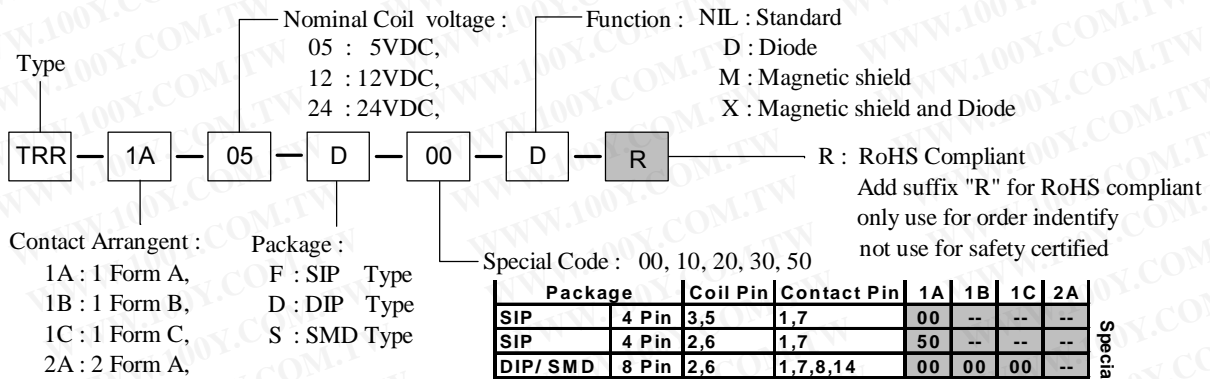 Nominal Coil voltage :
05 : 5VDC,
12 : 12VDC,
24 : 24VDC,
Function : NIL : Standard
D : Diode
M : Magnetic shield
X : Magnetic shield and Diode
Type
TRR — 1A — 05 — D — 00 — D — R
R : RoHS Compliant
Add suffix "R" for RoHS compliant
only use for order indentify
not use for safety certified
Contact Arrangent :
1A : 1 Form A,
1B : 1 Form B,
1C : 1 Form C,
2A : 2 Form A,
Package :
F : SIP Type
D : DIP Type
S : SMD Type
Special Code : 00, 10, 20, 30, 50
Package Coil Pin Contact Pin 1A 1B 1C 2A
SIP 4 Pin 3,5 1,7 00 -- -- --
SIP 4 Pin 2,6 1,7 50 -- -- --
DIP/ SMD 8 Pin 2,6 1,7,8,14 00 00 00 --
Specia
WWW.100Y.COM.TW